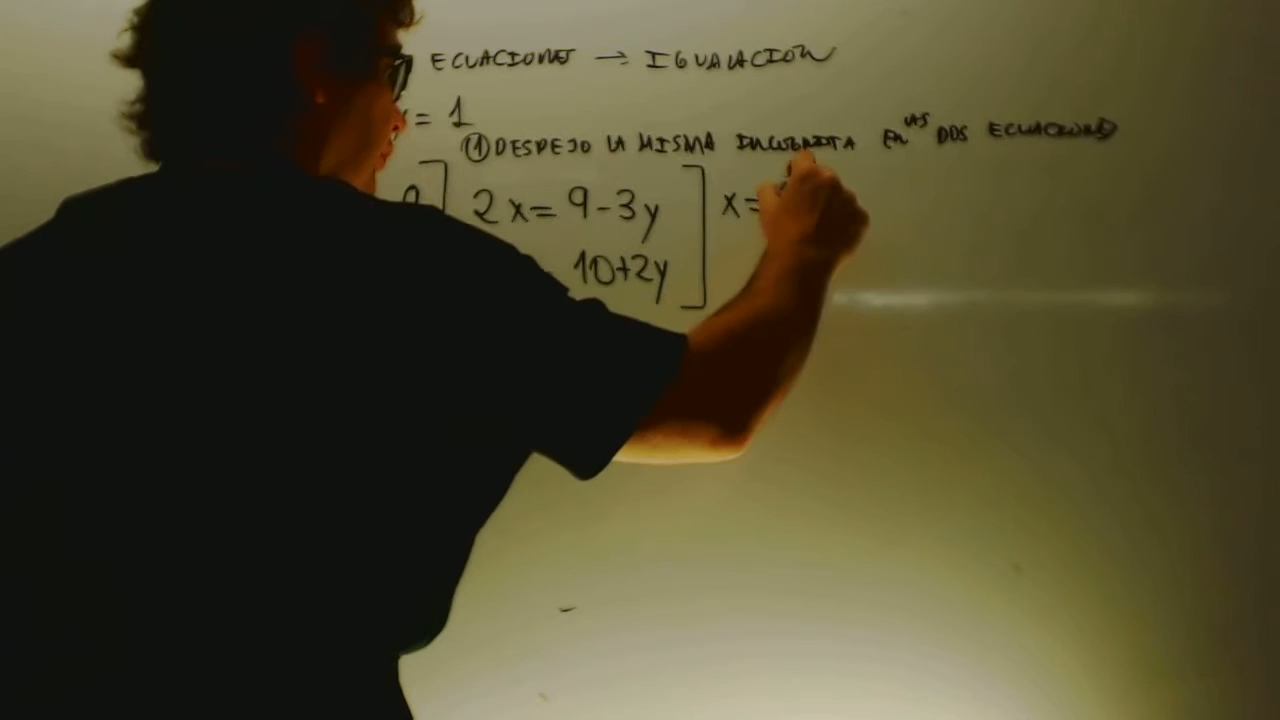 ECUACIONES → IGUALACION
= 1
① DESPEJO LA MISMA INCOGNITA EN LAS DOS ECUACIONES
2x = 9-3y ] x=
10+2y